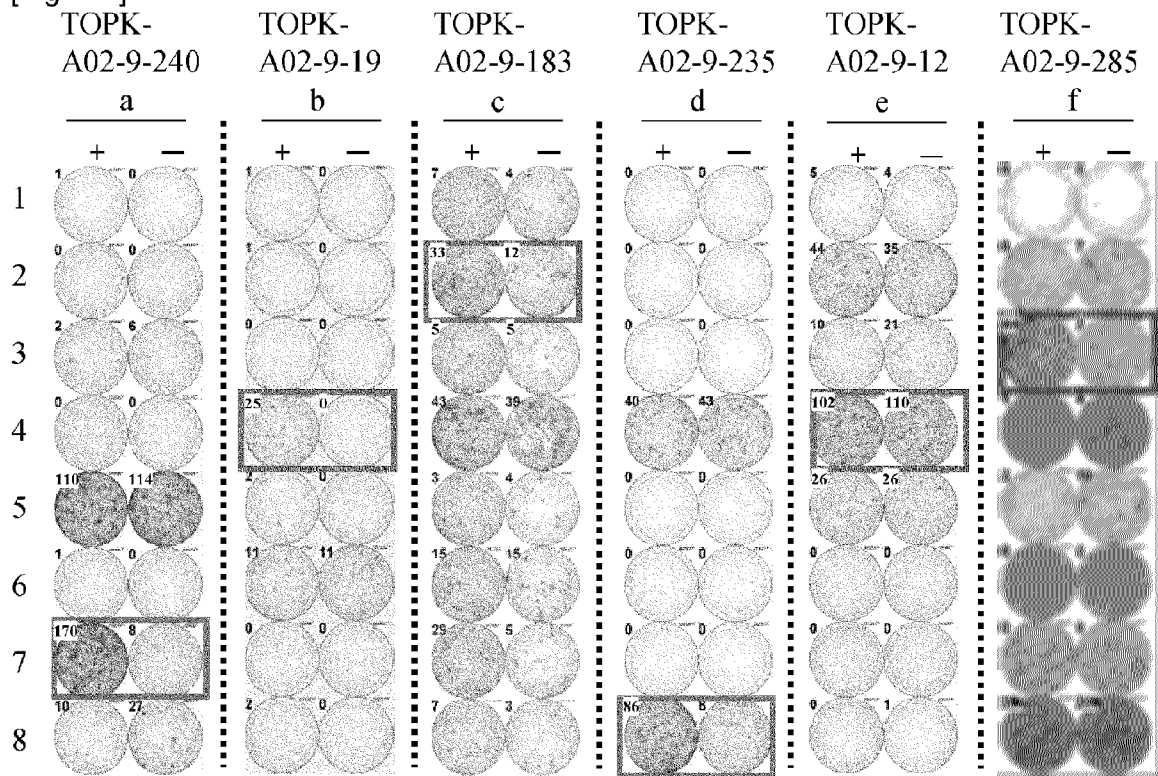 TOPK- TOPK- TOPK- TOPK- TOPK- TOPK-
A02-9-240 A02-9-19 A02-9-183 A02-9-235 A02-9-12 A02-9-285
a b c d e f
+ — + — + — + — + — + —
1 1 0 1 0 7 4 0 0 5 4
2 0 0 1 0 33 12 0 0 44 35
3 2 6 0 0 5 5 0 0 10 21
4 0 0 25 0 43 39 40 43 102 110
5 110 114 2 0 3 4 0 0 26 26
6 1 0 11 11 15 15 0 0 0 0
7 170 8 0 0 29 5 0 0 0 0
8 10 27 2 0 7 3 86 8 0 1